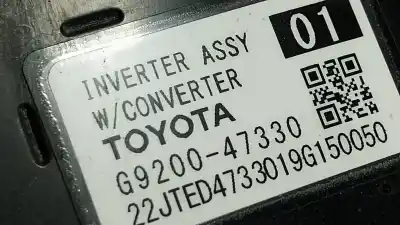 01
INVERTER ASSY
W/CONVERTER
TOYOTA
G9200-47330
22JTED4733019G150050